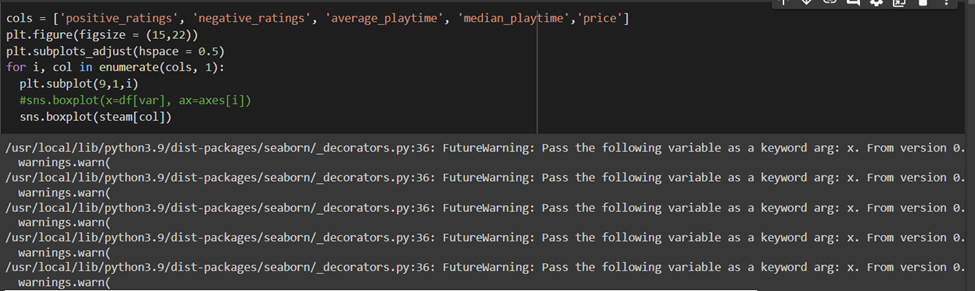 cols = ['positive_ratings', 'negative_ratings', 'average_playtime', 'median_playtime','price']
plt.figure(figsize = (15,22))
plt.subplots_adjust(hspace = 0.5)
for i, col in enumerate(cols, 1):
  plt.subplot(9,1,i)
  #sns.boxplot(x=df[var], ax=axes[i])
  sns.boxplot(steam[col])
/usr/local/lib/python3.9/dist-packages/seaborn/_decorators.py:36: FutureWarning: Pass the following variable as a keyword arg: x. From version 0.
  warnings.warn(
/usr/local/lib/python3.9/dist-packages/seaborn/_decorators.py:36: FutureWarning: Pass the following variable as a keyword arg: x. From version 0.
  warnings.warn(
/usr/local/lib/python3.9/dist-packages/seaborn/_decorators.py:36: FutureWarning: Pass the following variable as a keyword arg: x. From version 0.
  warnings.warn(
/usr/local/lib/python3.9/dist-packages/seaborn/_decorators.py:36: FutureWarning: Pass the following variable as a keyword arg: x. From version 0.
  warnings.warn(
/usr/local/lib/python3.9/dist-packages/seaborn/_decorators.py:36: FutureWarning: Pass the following variable as a keyword arg: x. From version 0.
  warnings.warn(